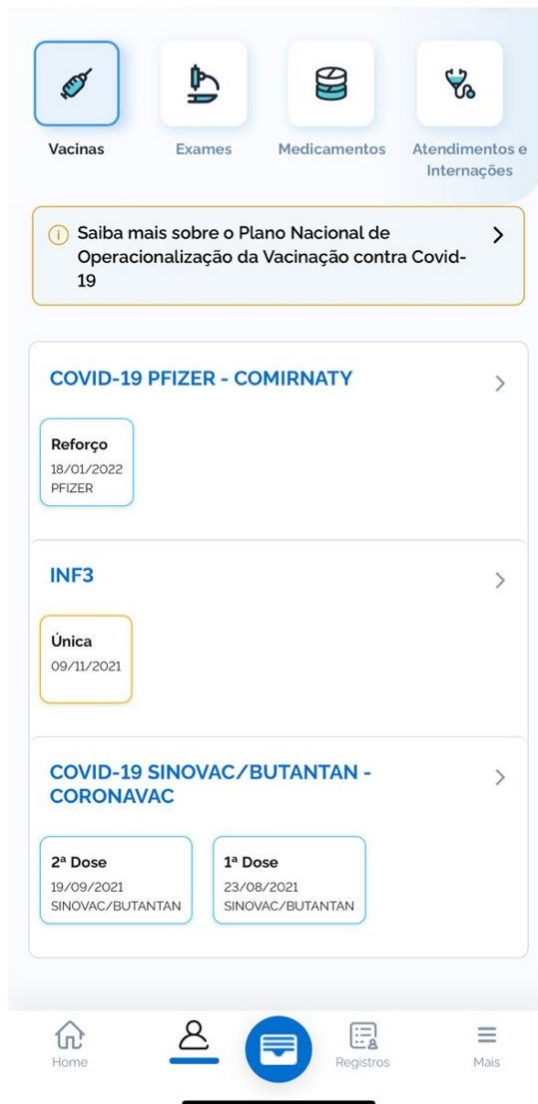 Vacinas
Exames
Medicamentos
Atendimentos e
Internações
Saiba mais sobre o Plano Nacional de
Operacionalização da Vacinação contra Covid-
19
COVID-19 PFIZER - COMIRNATY
Reforço
18/01/2022
PFIZER
INF3
Única
09/11/2021
COVID-19 SINOVAC/BUTANTAN -
CORONAVAC
2ª Dose
19/09/2021
SINOVAC/BUTANTAN
1ª Dose
23/08/2021
SINOVAC/BUTANTAN
Home
Registros
Mais